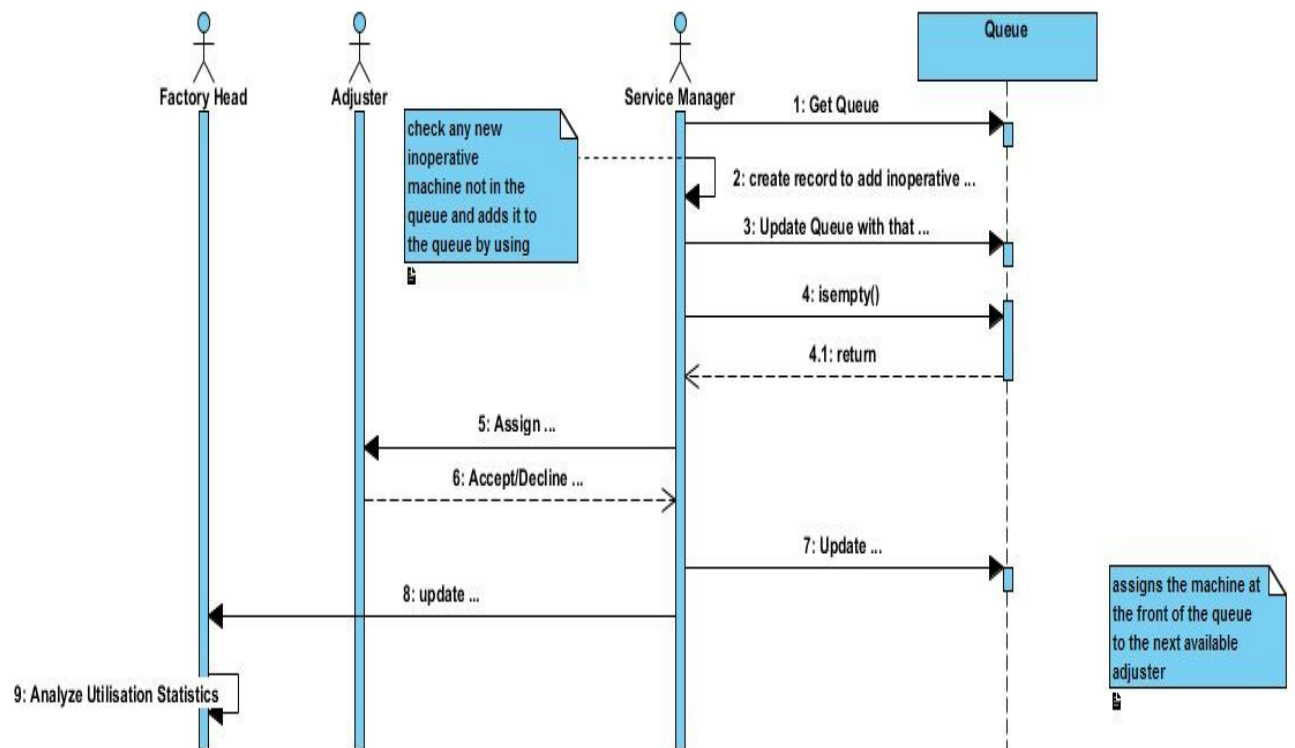 Queue
Factory Head
Adjuster
Service Manager
1: Get Queue
check any new
inoperative
machine not in the
queue and adds it to
the queue by using
2: create record to add inoperative ...
3: Update Queue with that ...
4: isempty()
4.1: return
5: Assign ...
6: Accept/Decline ...
7: Update ...
8: update ...
assigns the machine at
the front of the queue
to the next available
adjuster
9: Analyze Utilisation Statistics